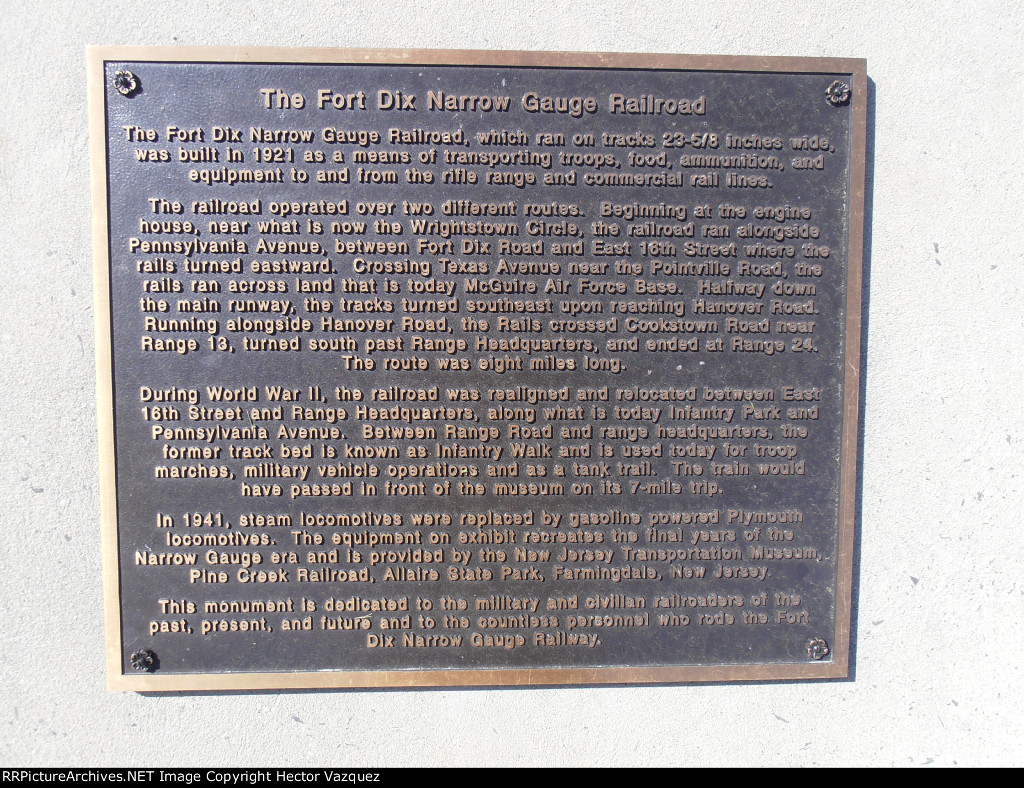 The Fort Dix Narrow Gauge Railroad
The Fort Dix Narrow Gauge Railroad, which ran on tracks 23-5/8 inches wide,
was built in 1921 as a means of transporting troops, food, ammunition, and
equipment to and from the rifle range and commercial rail lines.
The railroad operated over two different routes. Beginning at the engine
house, near what is now the Wrightstown Circle, the railroad ran alongside
Pennsylvania Avenue, between Fort Dix Road and East 16th Street where the
rails turned eastward. Crossing Texas Avenue near the Pointville Road, the
rails ran across land that is today McGuire Air Force Base. Halfway down
the main runway, the tracks turned southeast upon reaching Hanover Road.
Running alongside Hanover Road, the Rails crossed Cookstown Road near
Range 13, turned south past Range Headquarters, and ended at Range 24.
The route was eight miles long.
During World War II, the railroad was realigned and relocated between East
16th Street and Range Headquarters, along what is today Infantry Park and
Pennsylvania Avenue. Between Range Road and range headquarters, the
former track bed is known as Infantry Walk and is used today for troop
marches, military vehicle operations and as a tank trail. The train would
have passed in front of the museum on its 7-mile trip.
In 1941, steam locomotives were replaced by gasoline powered Plymouth
locomotives. The equipment on exhibit recreates the final years of the
Narrow Gauge era and is provided by the New Jersey Transportation Museum,
Pine Creek Railroad, Allaire State Park, Farmingdale, New Jersey.
This monument is dedicated to the military and civilian railroaders of the
past, present, and future and to the countless personnel who rode the Fort
Dix Narrow Gauge Railway.
RRPictureArchives.NET Image Copyright Hector Vazquez